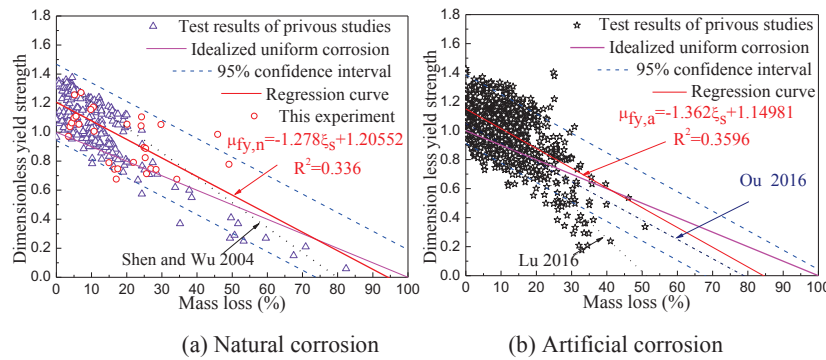 (a)
Test results of privous studies
Idealized uniform corrosion
95% confidence interval
Regression curve
This experiment
μfy,n=-1.278ξs+1.20552
R²=0.336
Shen and Wu 2004
Dimensionless yield strength
1.8
1.6
1.4
1.2
1.0
0.8
0.6
0.4
0.2
0.0
0 10 20 30 40 50 60 70 80 90 100
Mass loss (%)
(a) Natural corrosion
(b)
Test results of privous studies
Idealized uniform corrosion
95% confidence interval
Regression curve
μfy,a=-1.362ξs+1.14981
R²=0.3596
Ou 2016
Lu 2016
Dimension less yield strength
1.8
1.6
1.4
1.2
1.0
0.8
0.6
0.4
0.2
0.0
0 10 20 30 40 50 60 70 80 90 100
Mass loss (%)
(b) Artificial corrosion